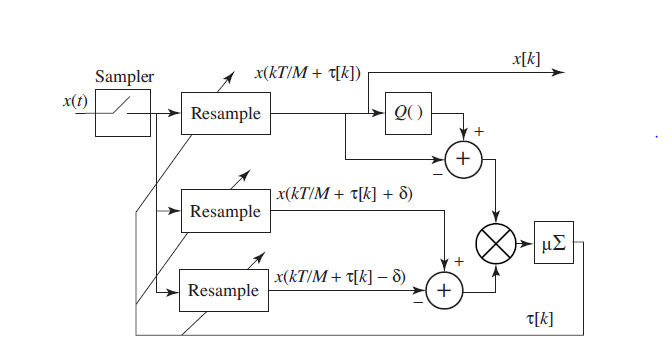 x[k]
x(kT/M + τ[k])
Sampler
x(t)
Resample
Q( )
+
+
−
x(kT/M + τ[k] + δ)
Resample
μΣ
+
x(kT/M + τ[k] − δ)
Resample
+
−
τ[k]